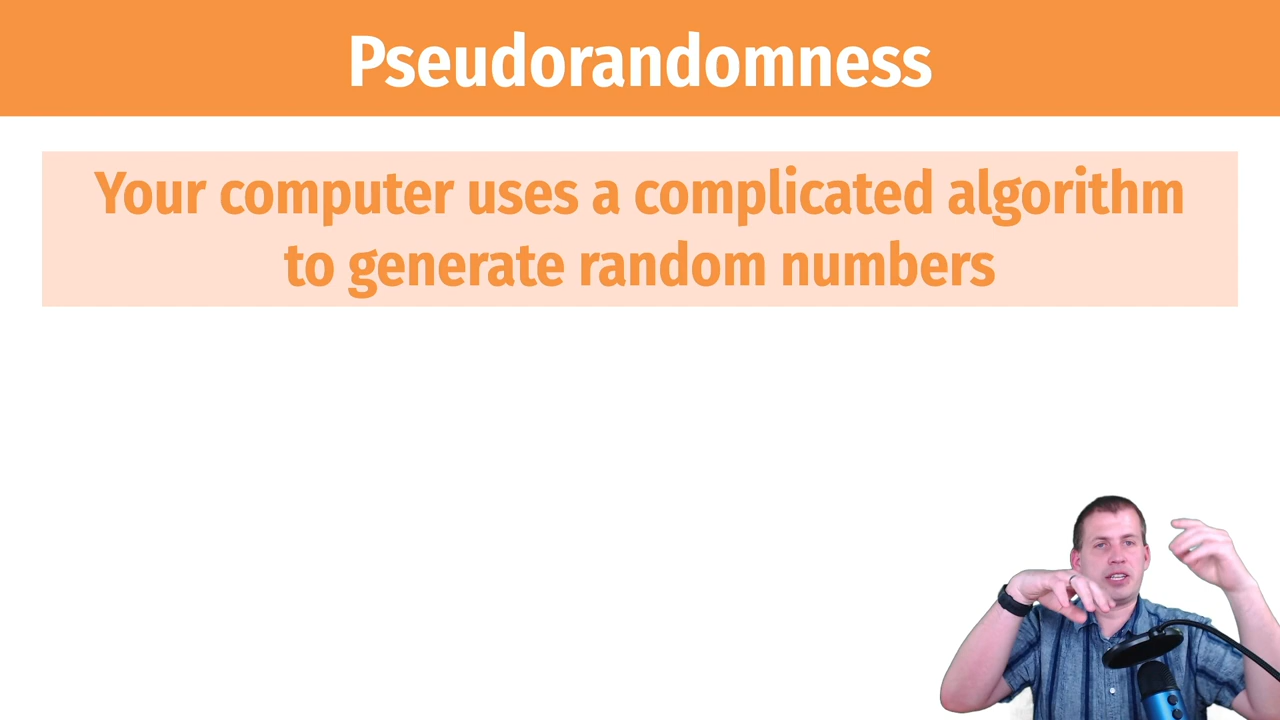 Pseudorandomness
Your computer uses a complicated algorithm
to generate random numbers